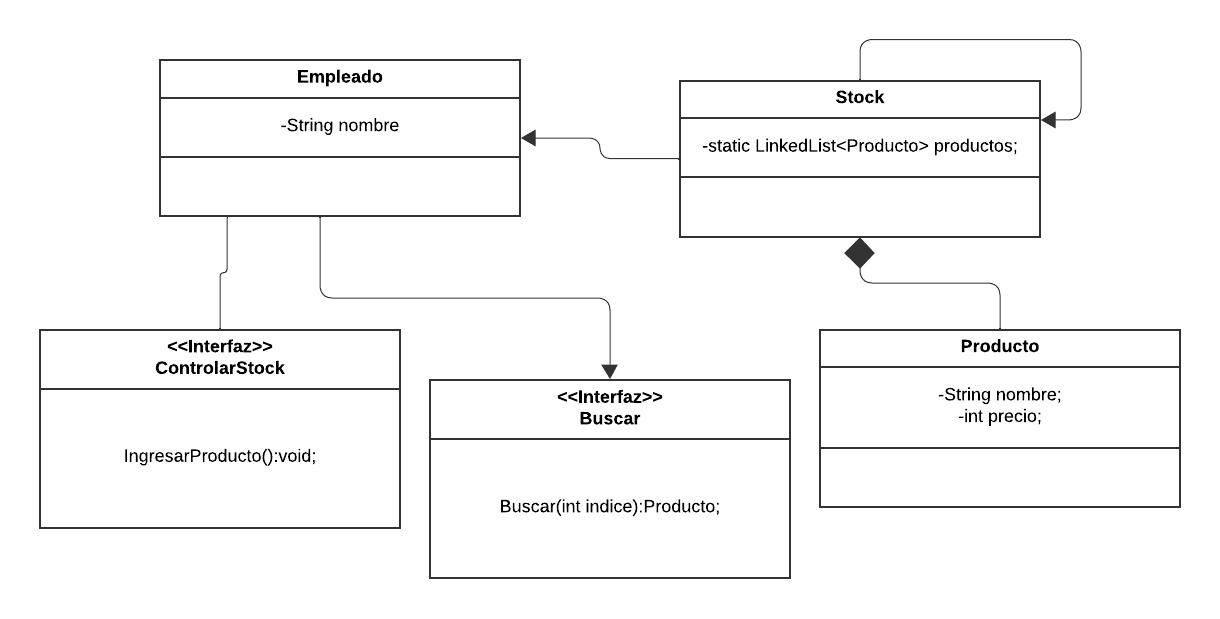 Empleado
-String nombre
Stock
-static LinkedList<Producto> productos;
<<Interfaz>>
ControlarStock
IngresarProducto():void;
<<Interfaz>>
Buscar
Buscar(int indice):Producto;
Producto
-String nombre;
-int precio;